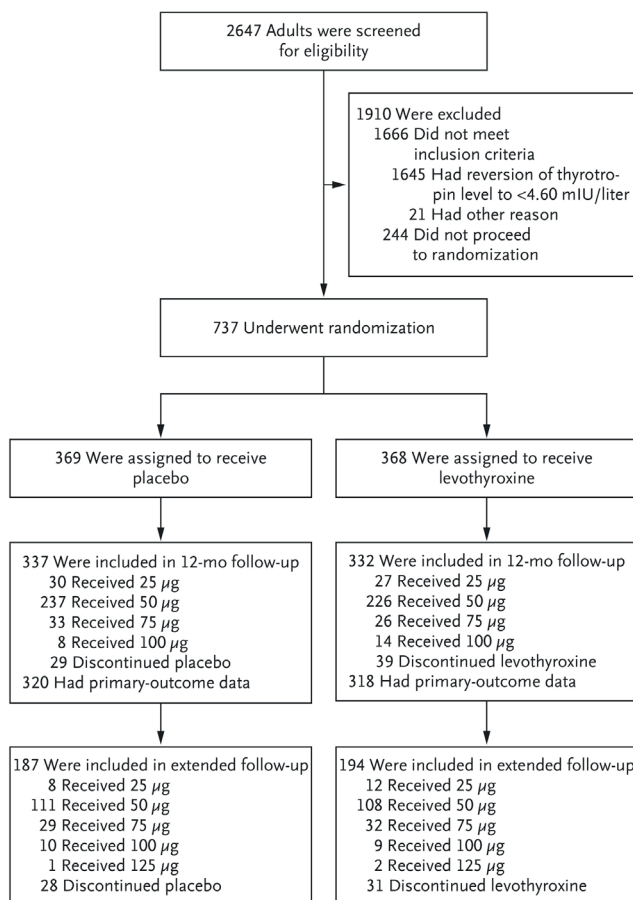 2647 Adults were screened
for eligibility
1910 Were excluded
1666 Did not meet
inclusion criteria
1645 Had reversion of thyrotro-
pin level to <4.60 mIU/liter
21 Had other reason
244 Did not proceed
to randomization
737 Underwent randomization
369 Were assigned to receive
placebo
368 Were assigned to receive
levothyroxine
337 Were included in 12-mo follow-up
30 Received 25 µg
237 Received 50 µg
33 Received 75 µg
8 Received 100 µg
29 Discontinued placebo
320 Had primary-outcome data
332 Were included in 12-mo follow-up
27 Received 25 µg
226 Received 50 µg
26 Received 75 µg
14 Received 100 µg
39 Discontinued levothyroxine
318 Had primary-outcome data
187 Were included in extended follow-up
8 Received 25 µg
111 Received 50 µg
29 Received 75 µg
10 Received 100 µg
1 Received 125 µg
28 Discontinued placebo
194 Were included in extended follow-up
12 Received 25 µg
108 Received 50 µg
32 Received 75 µg
9 Received 100 µg
2 Received 125 µg
31 Discontinued levothyroxine